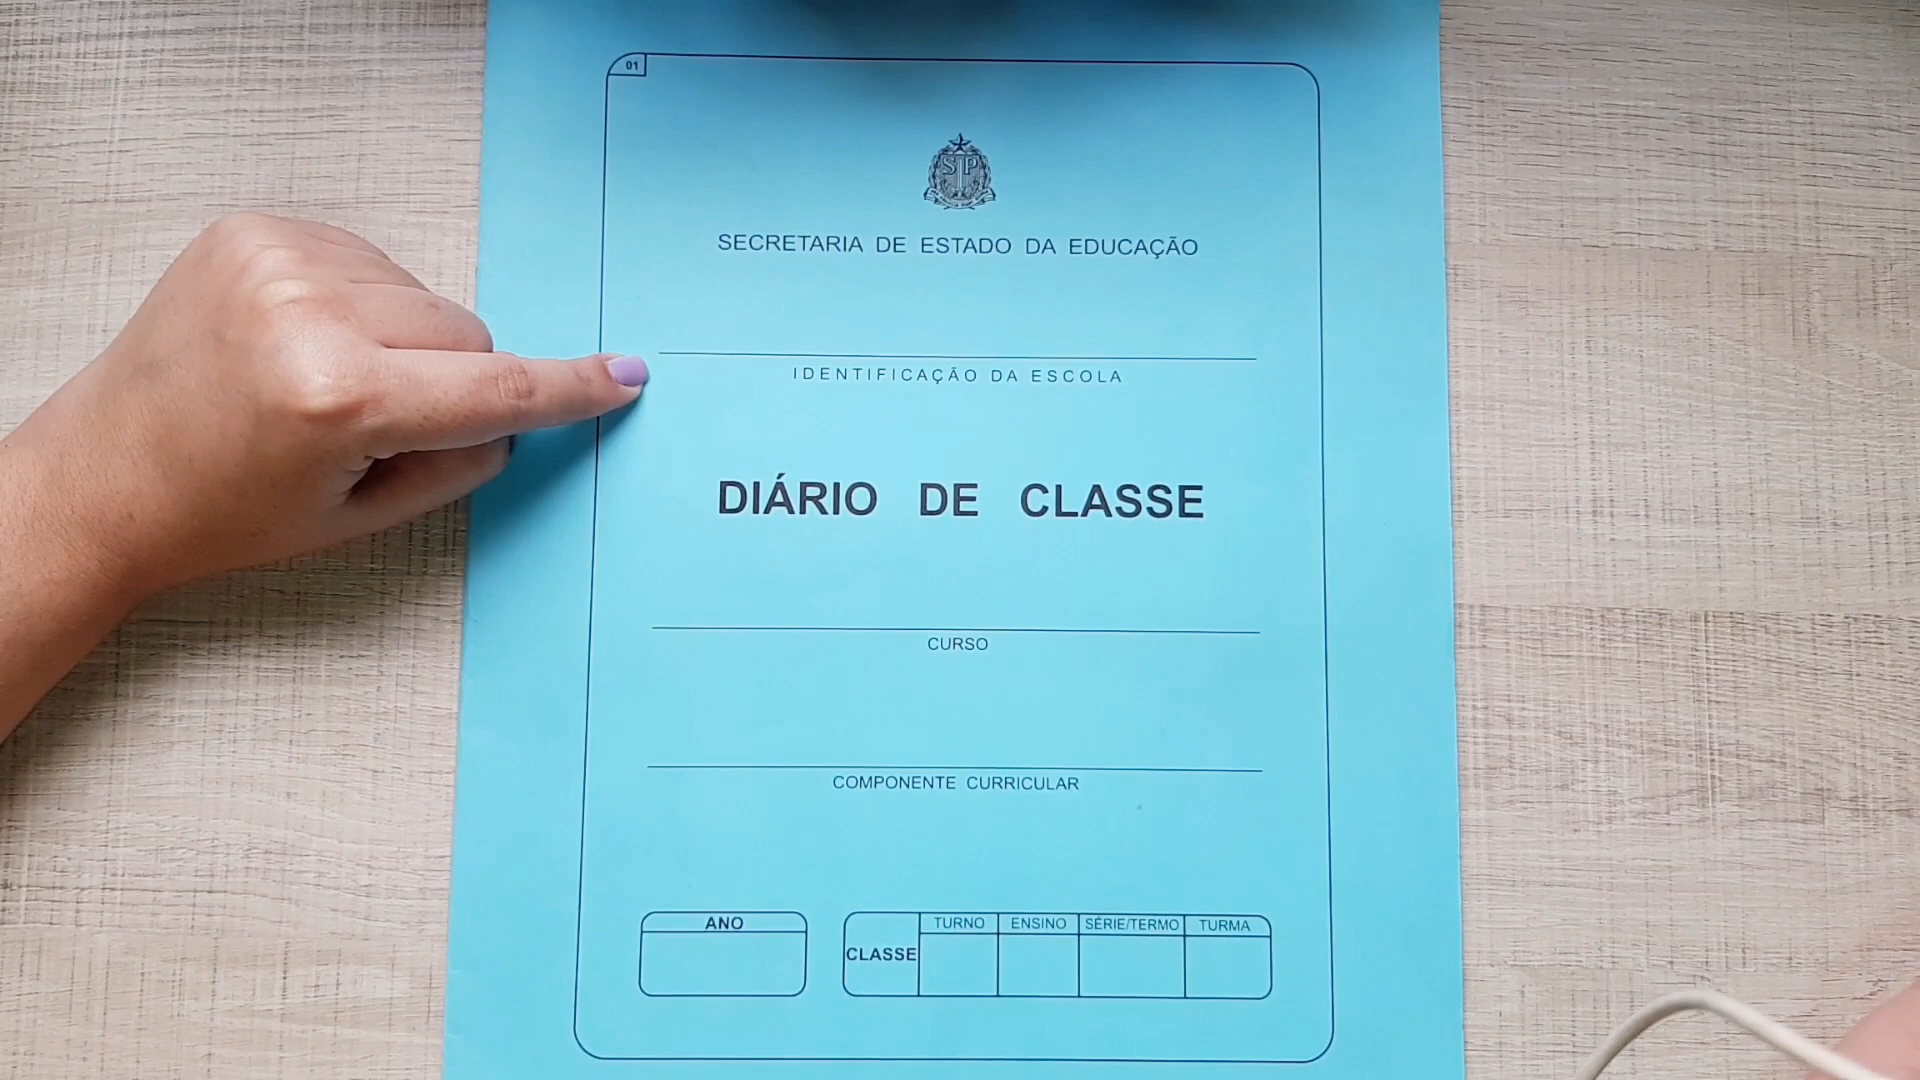 01
SP
SECRETARIA DE ESTADO DA EDUCAÇÃO
IDENTIFICAÇÃO DA ESCOLA
DIÁRIO DE CLASSE
CURSO
COMPONENTE CURRICULAR
ANO
CLASSE
TURNO ENSINO SÉRIE/TERMO TURMA